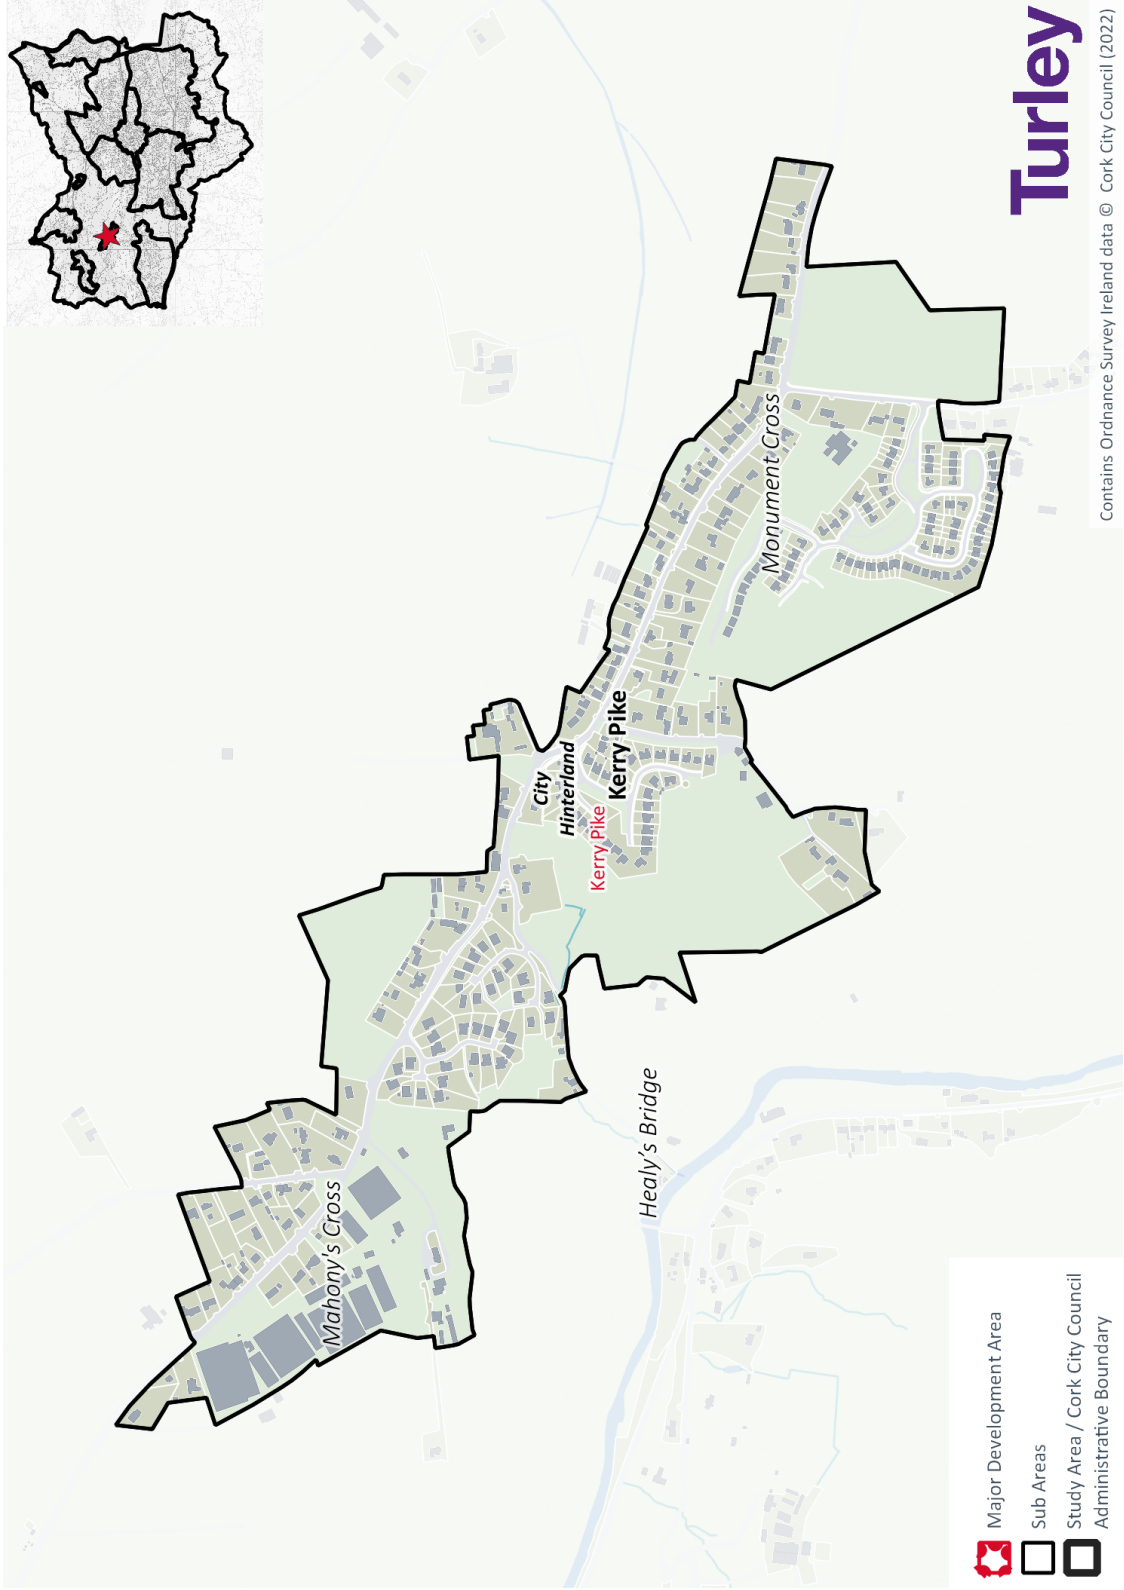 Turley
Contains Ordnance Survey Ireland data © Cork City Council (2022)
Monument Cross
City
Hinterland
Kerry Pike
Kerry Pike
Healy's Bridge
Mahony's Cross
Major Development Area
Sub Areas
Study Area / Cork City Council
Administrative Boundary